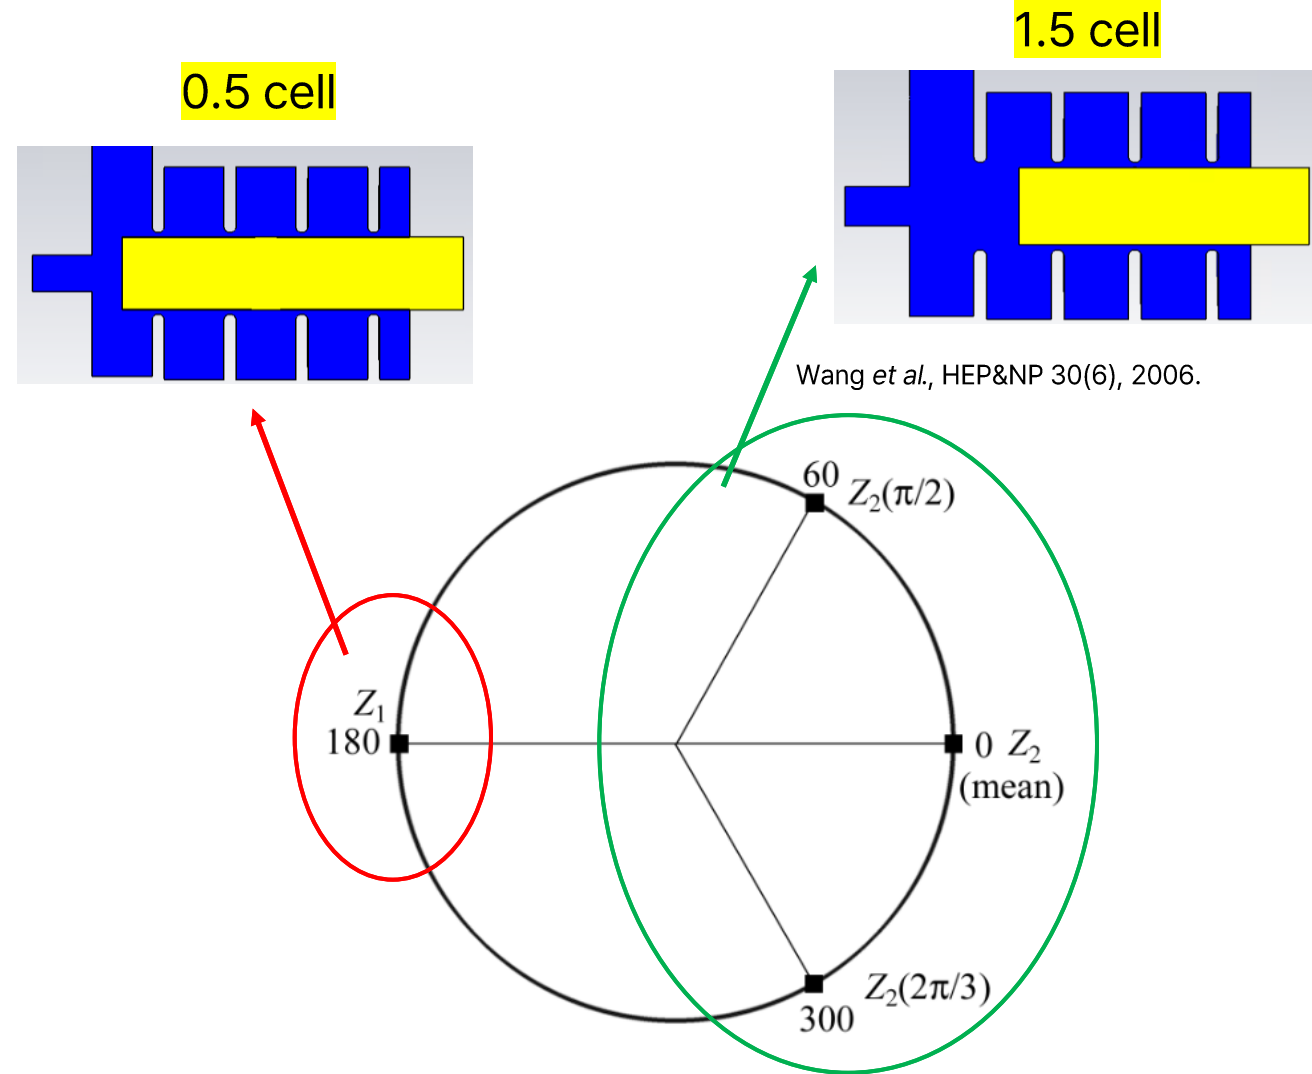 1.5 cell
0.5 cell
Wang et al., HEP&NP 30(6), 2006.
60 Z₂(π/2)
Z₁
180
0 Z₂
(mean)
Z₂(2π/3)
300